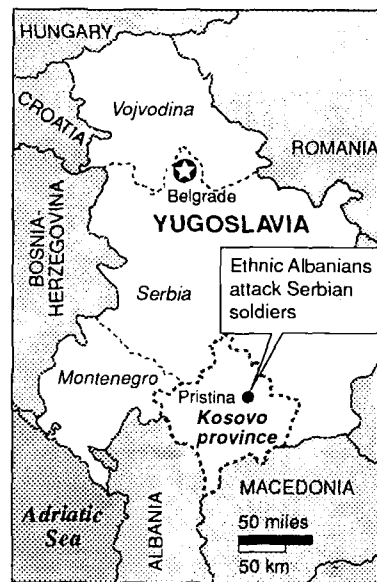 HUNGARY
CROATIA
Vojvodina
ROMANIA
Belgrade
YUGOSLAVIA
BOSNIA
HERZEGOVINA
Ethnic Albanians
attack Serbian
soldiers
Serbia
Montenegro
Pristina
Kosovo
province
MACEDONIA
ALBANIA
Adriatic
Sea
50 miles
50 km